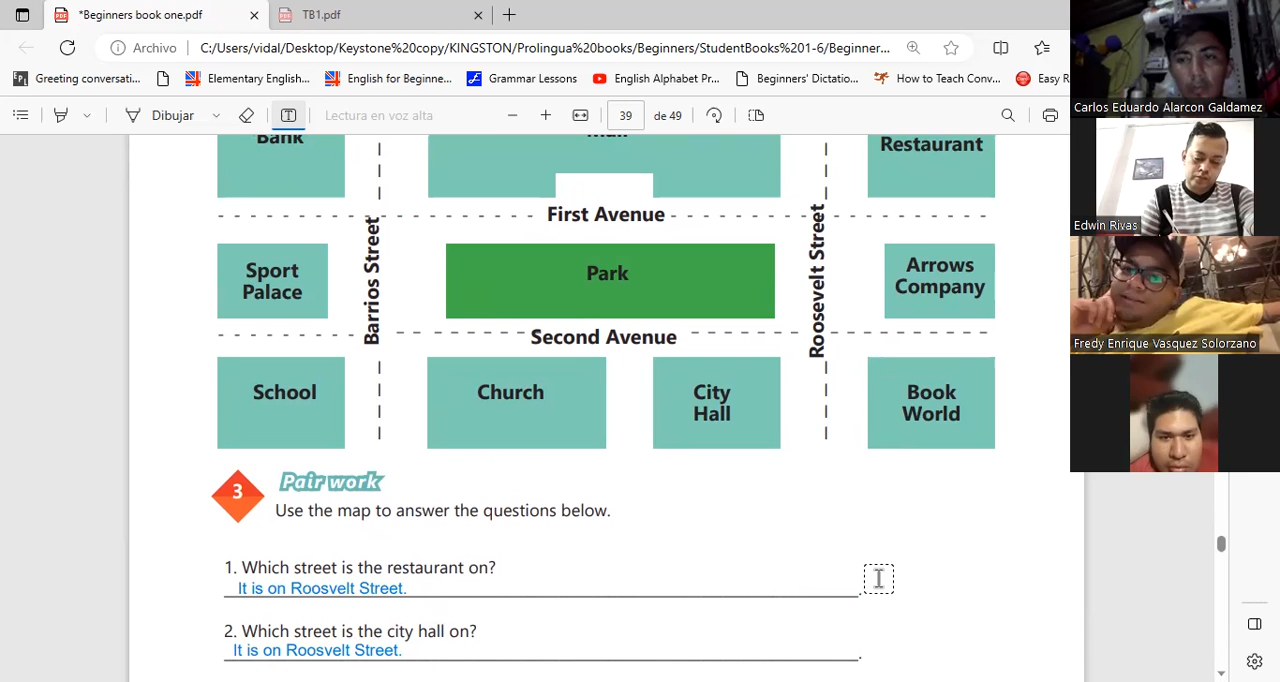 *Beginners book one.pdf
TB1.pdf
Archivo
C:/Users/vidal/Desktop/Keystone%20copy/KINGSTON/Prolingua%20books/Beginners/StudentBooks%201-6/Beginner...
Greeting conversati...
Elementary English...
English for Beginne...
Grammar Lessons
English Alphabet Pr...
Beginners' Dictatio...
How to Teach Conv...
Easy R
Dibujar
Lectura en voz alta
39
de 49
Bank
Mall
Restaurant
First Avenue
Sport
Palace
Barrios Street
Park
Roosevelt Street
Arrows
Company
Second Avenue
School
Church
City
Hall
Book
World
3
Pair work
Use the map to answer the questions below.
1. Which street is the restaurant on?
It is on Roosvelt Street.
2. Which street is the city hall on?
It is on Roosvelt Street.
Carlos Eduardo Alarcon Galdamez
Edwin Rivas
Fredy Enrique Vasquez Solorzano